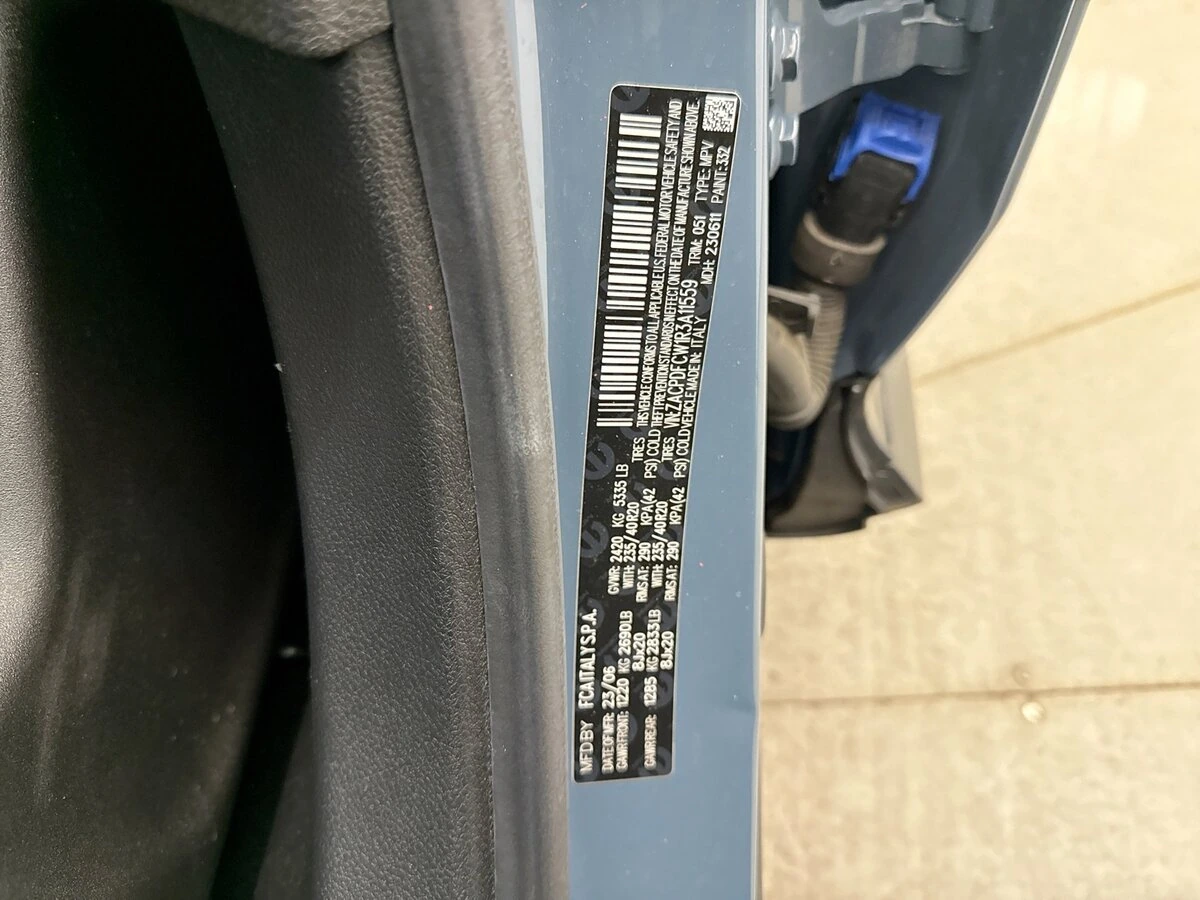 MFD BY FCA ITALY S.P.A.
DATE OF MFR: 23/06 GVWR: 2420 KG 5335 LB
GAWR FRONT: 1220 KG 2690LB WITH: 235/40R20 TIRES THIS VEHICLE CONFORMS TO ALL APPLICABLE U.S. FEDERAL MOTOR VEHICLE SAFETY AND
8Jx20 RIMS AT: 290 KPA(42 PSI) COLD THEFT PREVENTION STANDARDS IN EFFECT ON THE DATE OF MANUFACTURE SHOWN ABOVE.
GAWR REAR: 1285 KG 2833LB WITH: 235/40R20 TIRES VIN: ZACPDFCW1R3A11559 TRIM: 051 TYPE: MPV
8Jx20 RIMS AT: 290 KPA(42 PSI) COLD VEHICLE MADE IN: ITALY MDH: 230611 PAINT: 332